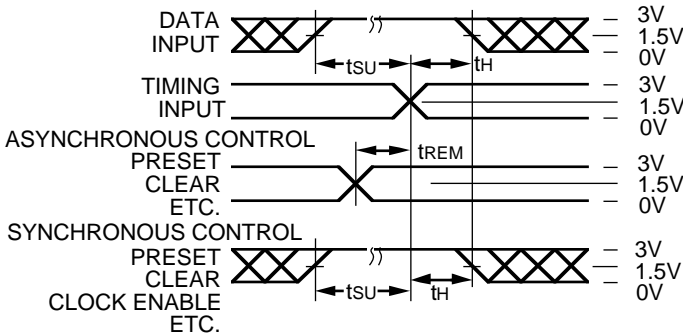 DATA INPUT
3V
1.5V
0V
tSU
tH
TIMING INPUT
3V
1.5V
0V
ASYNCHRONOUS CONTROL
PRESET
CLEAR
ETC.
tREM
3V
1.5V
0V
SYNCHRONOUS CONTROL
PRESET
CLEAR
CLOCK ENABLE
ETC.
tSU
tH
3V
1.5V
0V